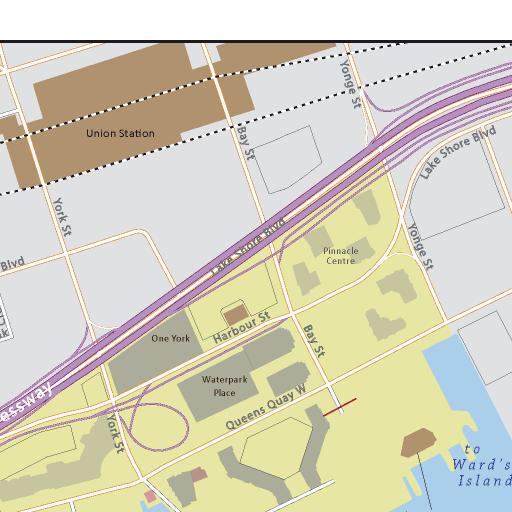 Yonge St
Union Station
Bay St
Lake Shore Blvd
York St
Lake Shore Blvd
Yonge St
Pinnacle
Centre
Blvd
Harbour St
One York
Bay St
Waterpark
Place
essway
Queens Quay W
York St
to
Ward's
Island